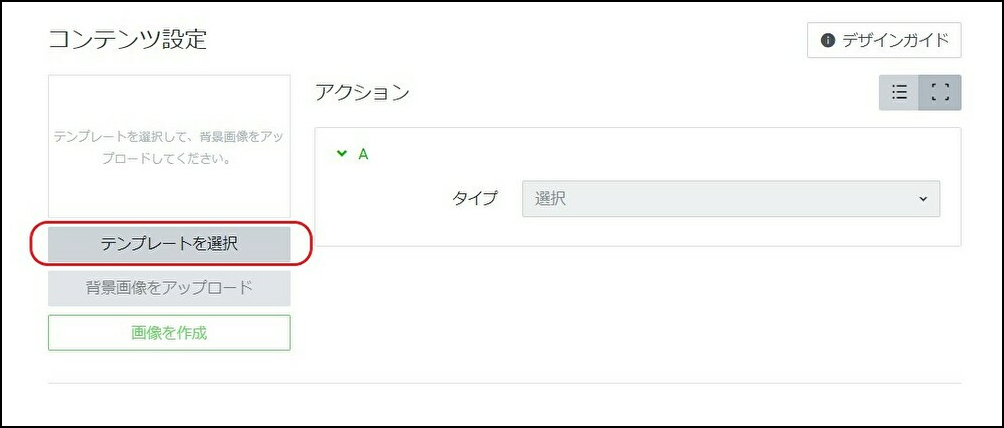 コンテンツ設定
デザインガイド
テンプレートを選択して、背景画像をアッ
プロードしてください。
テンプレートを選択
背景画像をアップロード
画像を作成
アクション
A
タイプ
選択